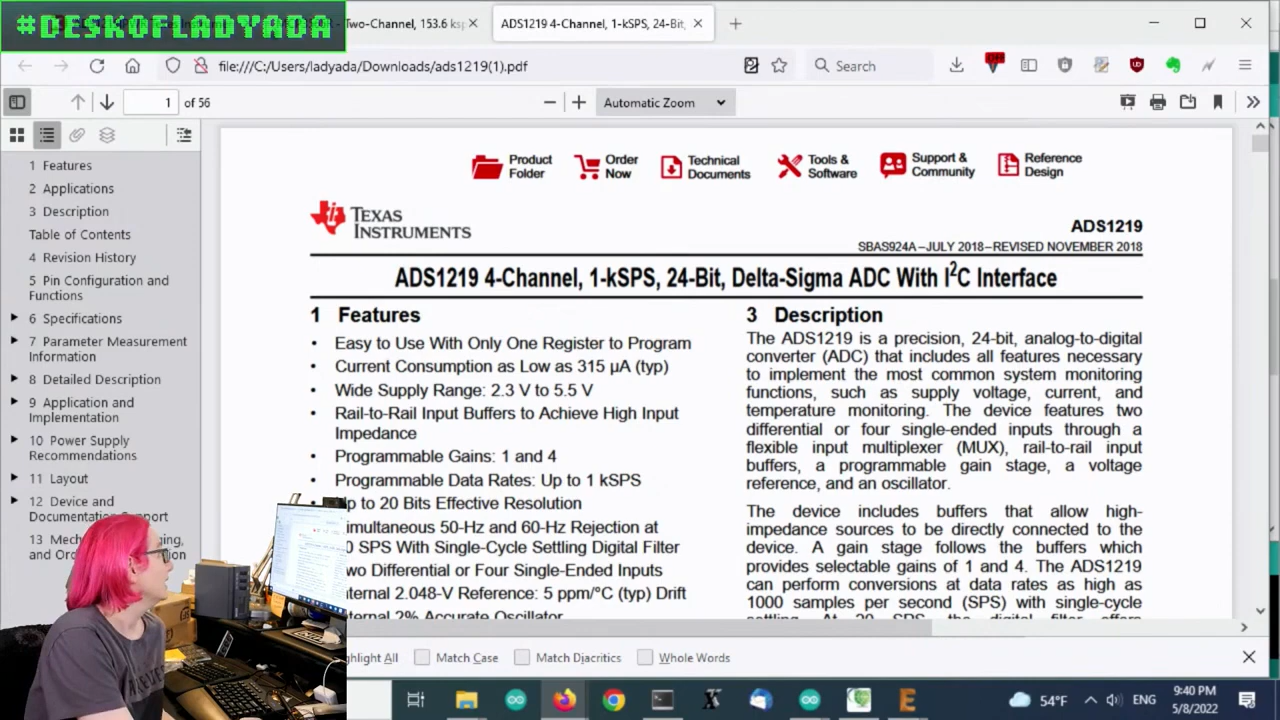 #DESKOFLADYADA
- Two-Channel, 153.6 ks
ADS1219 4-Channel, 1-kSPS, 24-Bit,
file:///C:/Users/ladyada/Downloads/ads1219(1).pdf
Search
1 of 56
Automatic Zoom
1 Features
2 Applications
3 Description
Table of Contents
4 Revision History
5 Pin Configuration and
Functions
6 Specifications
7 Parameter Measurement
Information
8 Detailed Description
9 Application and
Implementation
10 Power Supply
Recommendations
11 Layout
12 Device and
Documentation Support
13
Product
Folder
Order
Now
Technical
Documents
Tools &
Software
Support &
Community
Reference
Design
TEXAS
INSTRUMENTS
ADS1219
SBAS924A–JULY 2018–REVISED NOVEMBER 2018
ADS1219 4-Channel, 1-kSPS, 24-Bit, Delta-Sigma ADC With I2C Interface
1 Features
• Easy to Use With Only One Register to Program
• Current Consumption as Low as 315 µA (typ)
• Wide Supply Range: 2.3 V to 5.5 V
• Rail-to-Rail Input Buffers to Achieve High Input
Impedance
• Programmable Gains: 1 and 4
• Programmable Data Rates: Up to 1 kSPS
to 20 Bits Effective Resolution
50-Hz and 60-Hz Rejection at
SPS With Single-Cycle Settling Digital Filter
Differential or Four Single-Ended Inputs
2.048-V Reference: 5 ppm/°C (typ) Drift
2% Accurate Oscillator
3 Description
The ADS1219 is a precision, 24-bit, analog-to-digital
converter (ADC) that includes all features necessary
to implement the most common system monitoring
functions, such as supply voltage, current, and
temperature monitoring. The device features two
differential or four single-ended inputs through a
flexible input multiplexer (MUX), rail-to-rail input
buffers, a programmable gain stage, a voltage
reference, and an oscillator.
The device includes buffers that allow high-
impedance sources to be directly connected to the
device. A gain stage follows the buffers which
provides selectable gains of 1 and 4. The ADS1219
can perform conversions at data rates as high as
1000 samples per second (SPS) with single-cycle
settling. At 20 SPS, the digital filter offers
All
Match Case
Match Diacritics
Whole Words
54°F
ENG
9:40 PM
5/8/2022